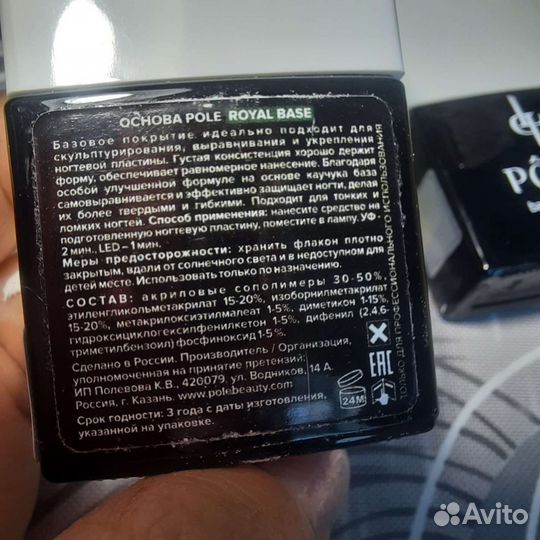 ОСНОВА POLE ROYAL BASE
Базовое покрытие идеально подходит для
скульптурирования, выравнивания и укрепления
ногтевой пластины. Густая консистенция хорошо держит
форму, обеспечивает равномерное нанесение. Благодаря
особой улучшенной формуле на основе каучука база
самовыравнивается и эффективно защищает ногти, делая
их более твердыми и гибкими. Подходит для тонких и
ломких ногтей. Способ применения: нанесите средство на
подготовленную ногтевую пластину, поместите в лампу. УФ -
2 мин., LED – 1 мин.
Меры предосторожности: хранить флакон плотно
закрытым, вдали от солнечного света и в недоступном для
детей месте. Использовать только по назначению.
СОСТАВ: акриловые сополимеры 30-50%,
этиленгликольметакрилат 15-20%, изоборнилметакрилат
15-20%, метакрилоксиэтилмалеат 1-5%, диметикон 1-15%,
гидроксициклогексилфенилкетон 1-5%, дифенил (2.4.6-
триметилбензоил) фосфиноксид 1-5%.
Сделано в России. Производитель / Организация,
уполномоченная на принятие претензий:
ИП Полевова К.В., 420079, ул. Водников, 14 А.
Россия, г. Казань. www.polebeauty.com
Срок годности: 3 года с даты изготовления,
указанной на упаковке.
24M
EAC
ТОЛЬКО ДЛЯ ПРОФЕССИОНАЛЬНОГО ИСПОЛЬЗОВАНИЯ
Avito